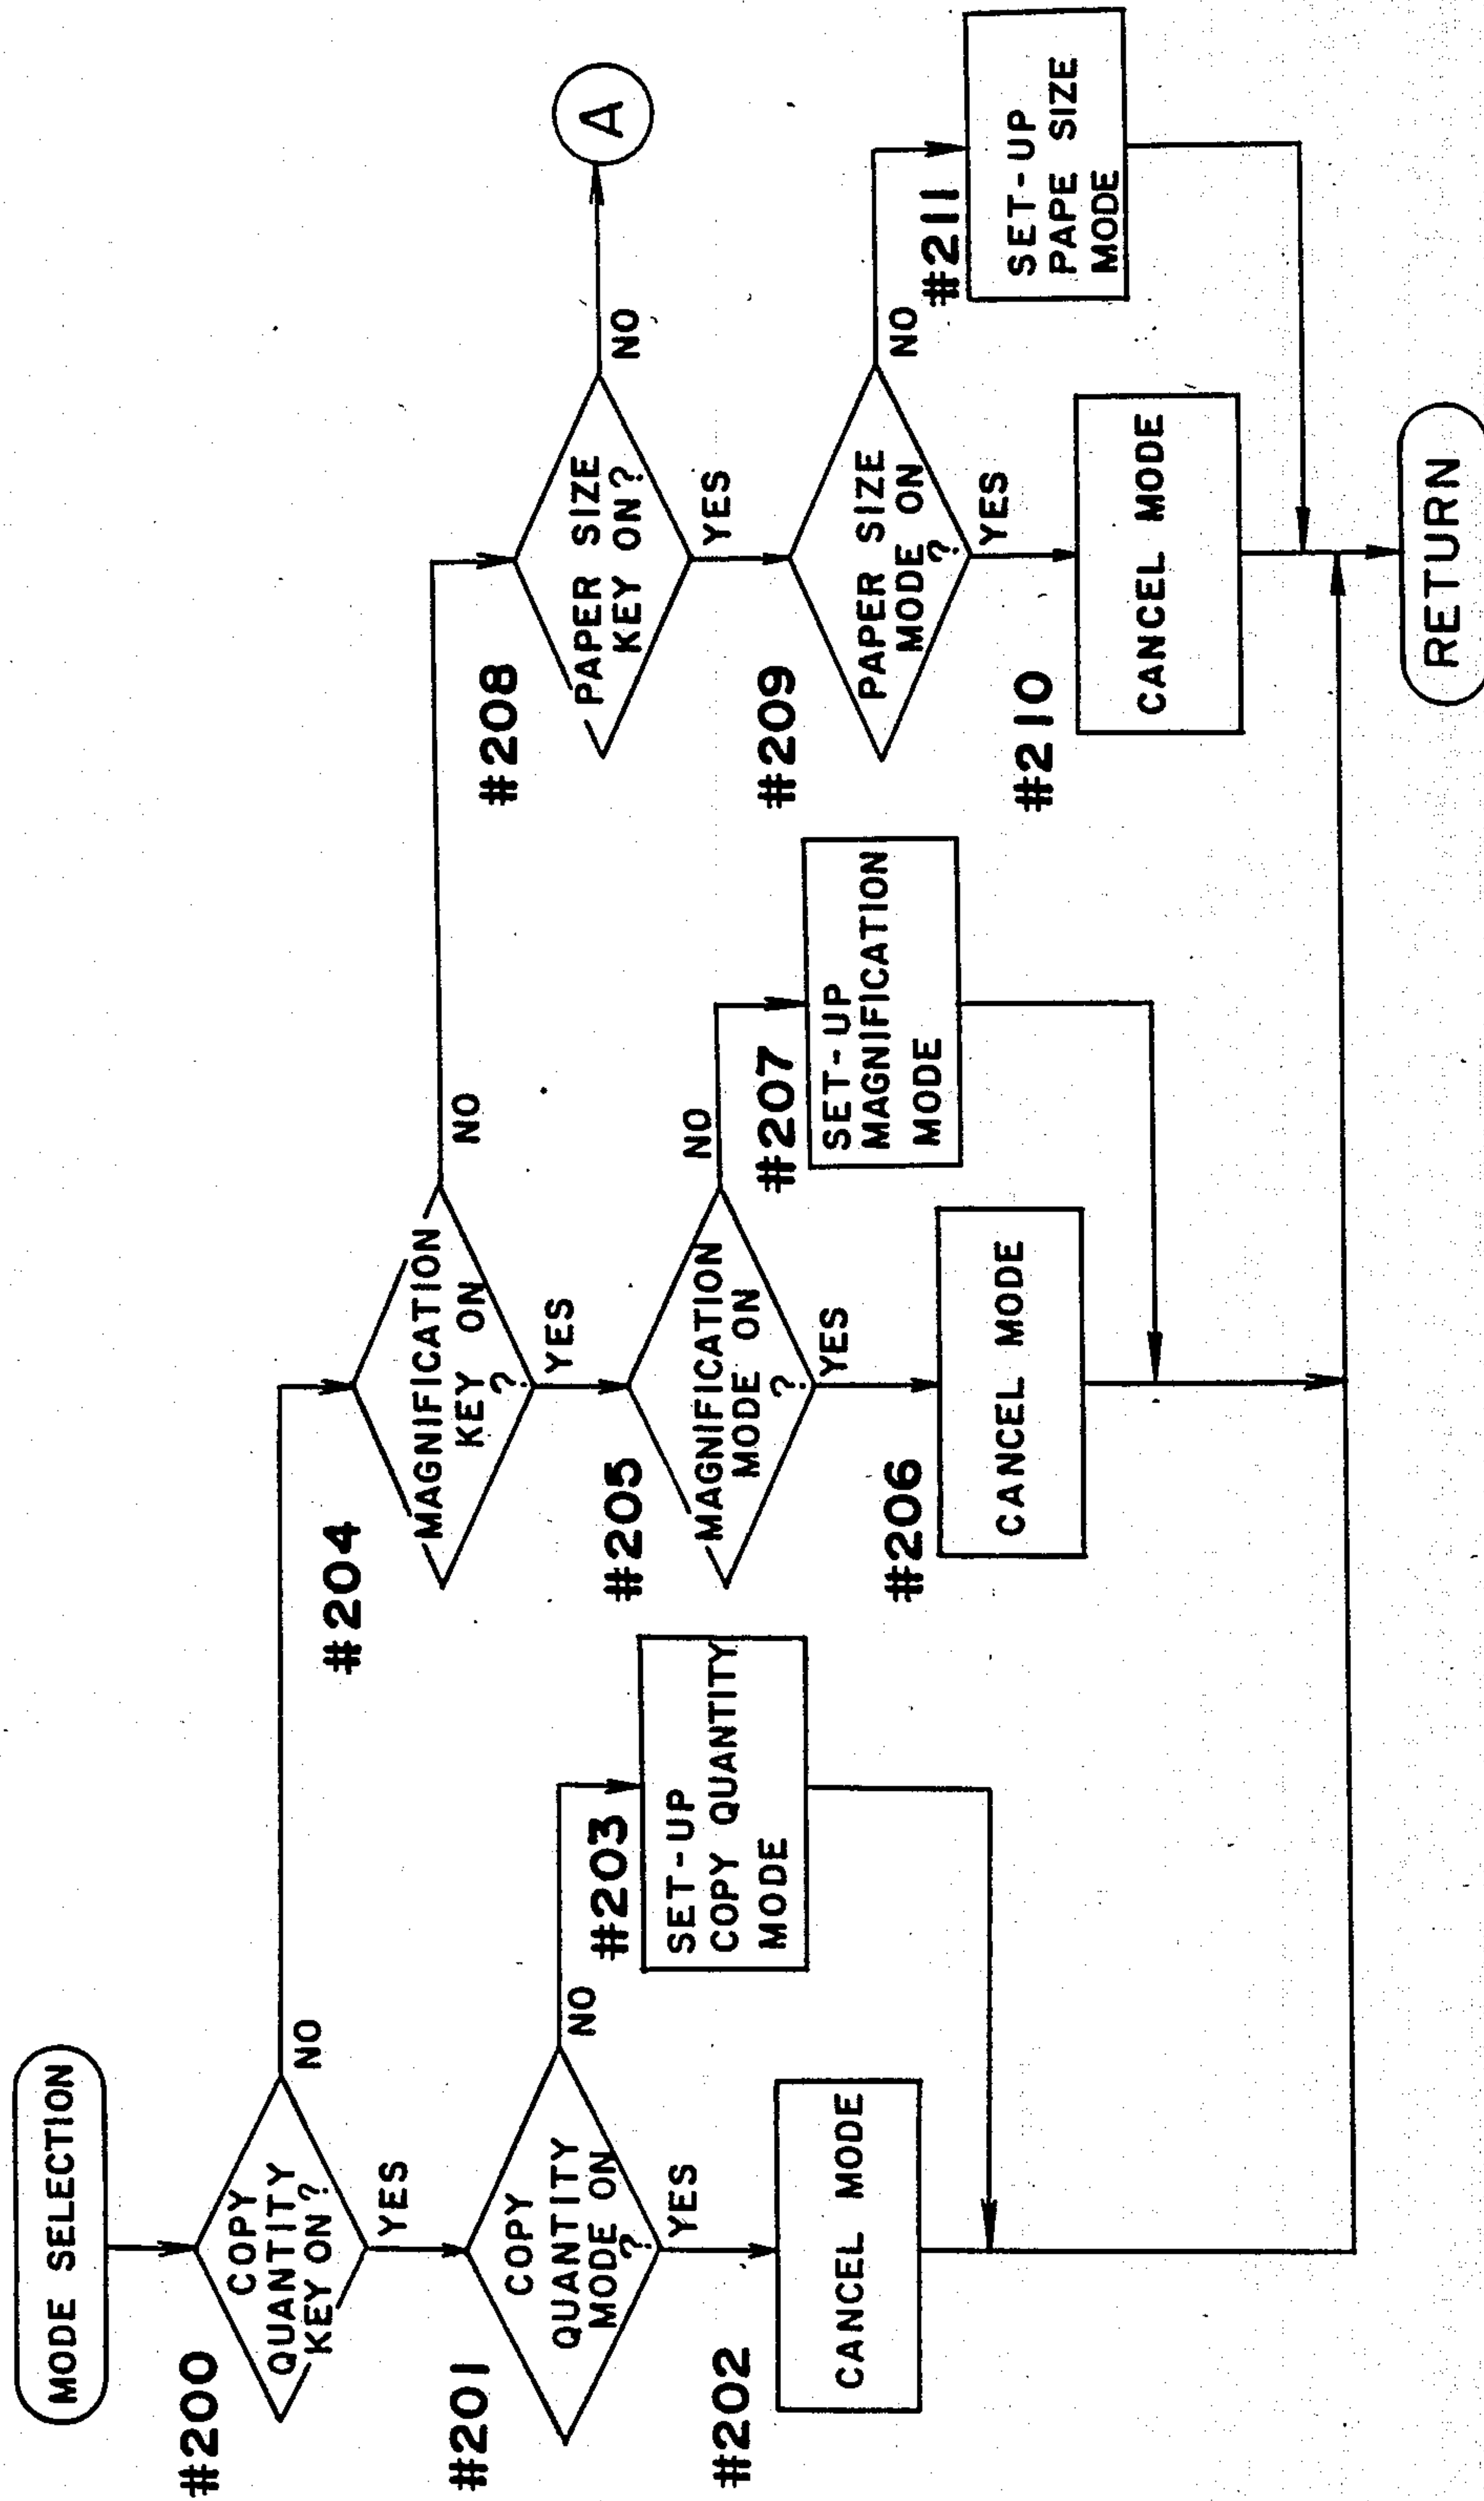 MODE SELECTION
#200
COPY
QUANTITY
KEY ON?
NO
YES
#201
COPY
QUANTITY
MODE ON
?
NO
YES
#202
CANCEL MODE
#203
SET-UP
COPY QUANTITY
MODE
#204
MAGNIFICATION
KEY ON
?
NO
YES
#205
MAGNIFICATION
MODE ON
?
NO
YES
#206
CANCEL MODE
#207
SET-UP
MAGNIFICATION
MODE
#208
PAPER SIZE
KEY ON?
NO
A
YES
#209
PAPER SIZE
MODE ON
?
NO
YES
#210
CANCEL MODE
#211
SET-UP
PAPE SIZE
MODE
RETURN